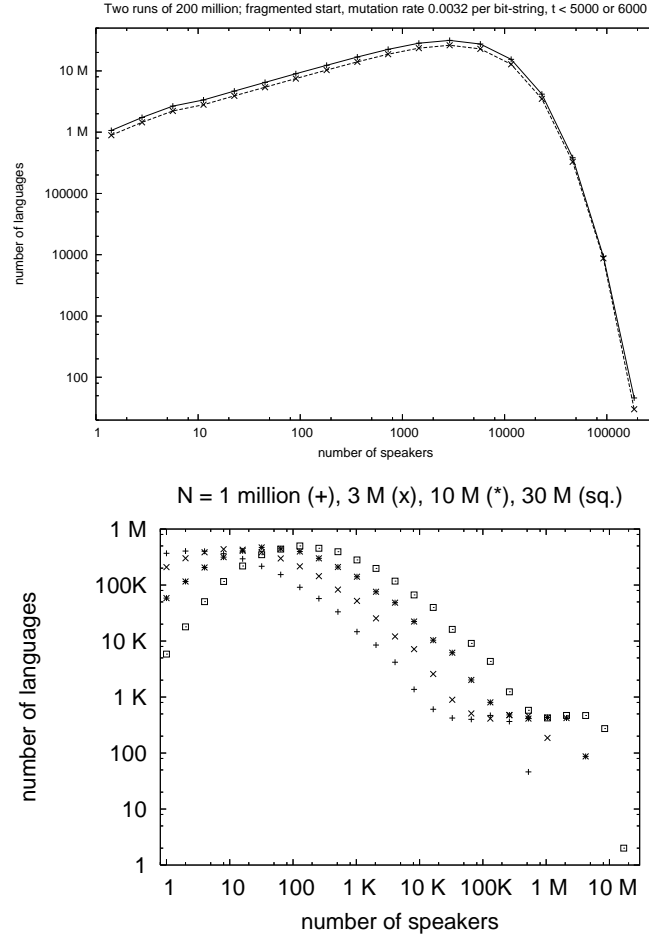 Two runs of 200 million; fragmented start, mutation rate 0.0032 per bit-string, t < 5000 or 6000
10 M
1 M
100000
10000
1000
100
number of languages
1
10
100
1000
10000
100000
number of speakers
N = 1 million (+), 3 M (x), 10 M (*), 30 M (sq.)
1 M
100K
10 K
1 K
100
10
1
number of languages
1
10
100
1 K
10 K
100K
1 M
10 M
number of speakers